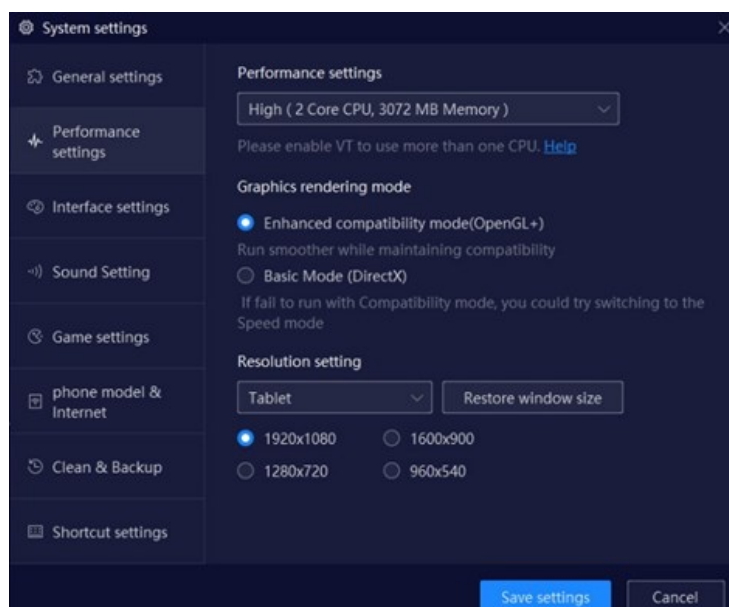 System settings
General settings
Performance
settings
Interface settings
Sound Setting
Game settings
phone model &
Internet
Clean & Backup
Shortcut settings
Performance settings
High ( 2 Core CPU, 3072 MB Memory )
Please enable VT to use more than one CPU. Help
Graphics rendering mode
Enhanced compatibility mode(OpenGL+)
Run smoother while maintaining compatibility
Basic Mode (DirectX)
If fail to run with Compatibility mode, you could try switching to the
Speed mode
Resolution setting
Tablet
Restore window size
1920x1080
1600x900
1280x720
960x540
Save settings
Cancel